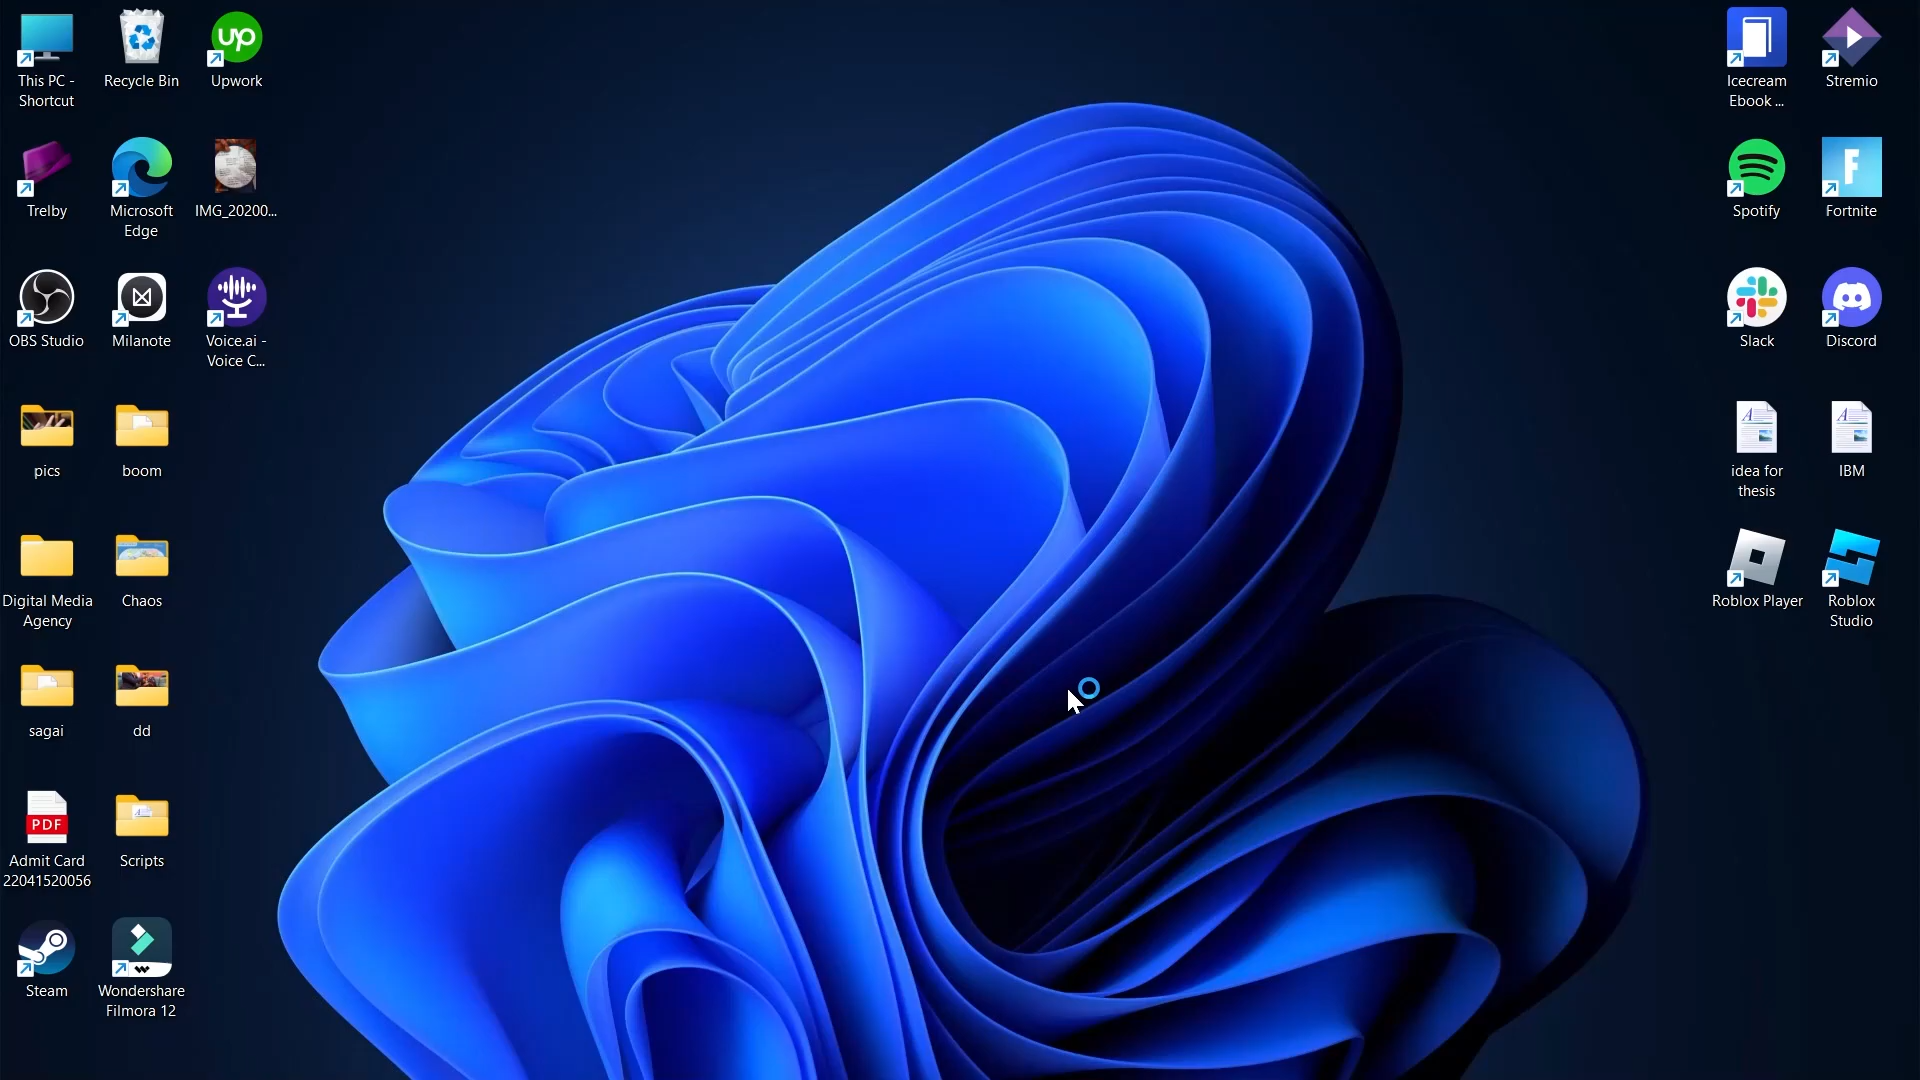 This PC -
Shortcut
Recycle Bin
up
Upwork
Icecream
Ebook ...
Stremio
Trelby
Microsoft
Edge
IMG_20200...
Spotify
F
Fortnite
OBS Studio
Milanote
Voice.ai -
Voice C...
Slack
Discord
pics
boom
A
idea for
thesis
A
IBM
Digital Media
Agency
Chaos
Roblox Player
Roblox
Studio
sagai
dd
PDF
Admit Card
22041520056
Scripts
Steam
Wondershare
Filmora 12